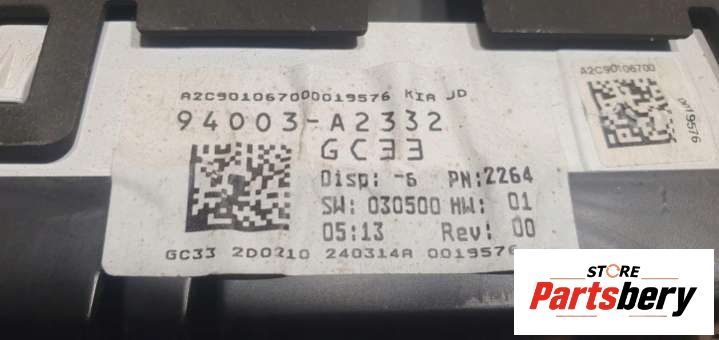 A2C901067000019576 KIA JD
94003-A2332
GC33
Disp: -6 PN:2264
SW: 030500 HW: 01
05:13 Rev: 00
GC33 2D0210 240314A 0019576
A2C90106700
0019576
STORE
Partsbery